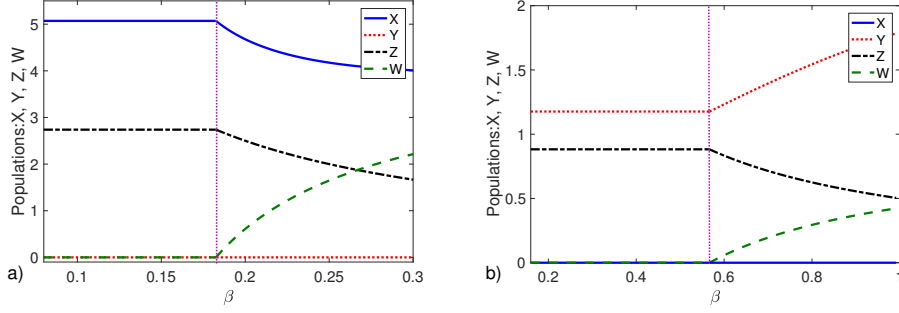 Populations:X, Y, Z, W
5
4
3
2
1
0
X
Y
Z
W
0.1
0.15
0.2
0.25
0.3
β
a)
Populations:X, Y, Z, W
2
1.5
1
0.5
0
X
Y
Z
W
0.2
0.4
0.6
0.8
1
β
b)